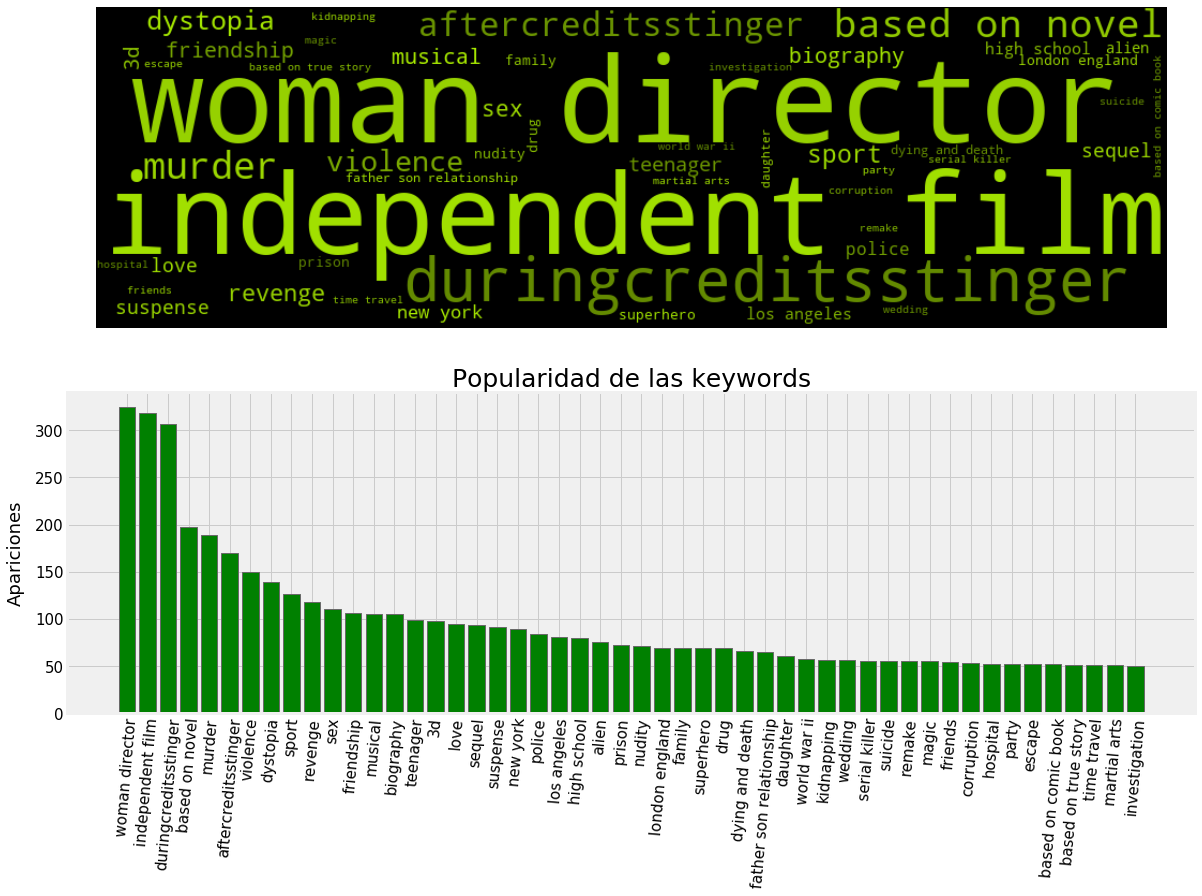 dystopia kidnapping aftercreditsstinger based on novel
3d friendship magic musical family biography high school alien
escape based on true story investigation london england
woman director
sex drug suicide based on comic book
murder violence nudity world war ii teenager daughter sport dying and death sequel
father son relationship martial arts party serial killer
corruption
independent film
remake
hospital love prison police
duringcreditsstinger
friends revenge time travel
suspense new york superhero los angeles wedding
Popularidad de las keywords
Apariciones
300
250
200
150
100
50
0
woman director
independent film
duringcreditsstinger
based on novel
murder
aftercreditsstinger
violence
dystopia
sport
revenge
sex
friendship
musical
biography
teenager
3d
love
sequel
suspense
new york
police
los angeles
high school
alien
prison
nudity
london england
family
superhero
drug
dying and death
father son relationship
daughter
world war ii
kidnapping
wedding
serial killer
suicide
remake
magic
friends
corruption
hospital
party
escape
based on comic book
based on true story
time travel
martial arts
investigation